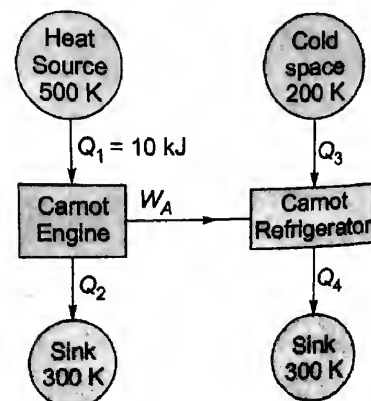 Heat
Source
500 K
Cold
space
200 K
Q₁ = 10 kJ
Q₃
Carnot
Engine
W_A
Carnot
Refrigerator
Q₂
Q₄
Sink
300 K
Sink
300 K